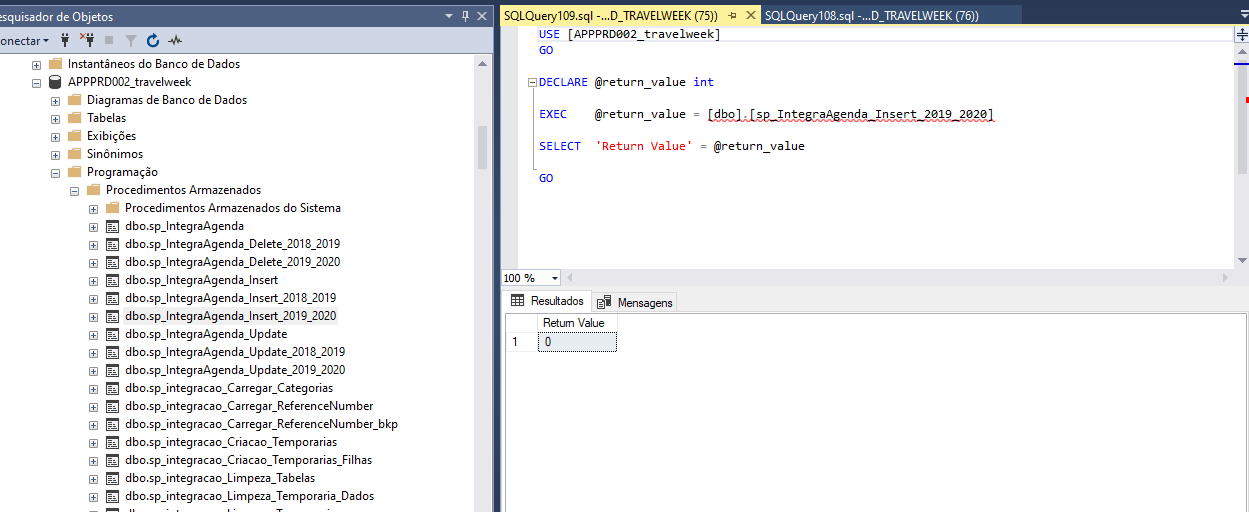 esquisador de Objetos
onectar
Instantâneos do Banco de Dados
APPPRD002_travelweek
Diagramas de Banco de Dados
Tabelas
Exibições
Sinônimos
Programação
Procedimentos Armazenados
Procedimentos Armazenados do Sistema
dbo.sp_IntegraAgenda
dbo.sp_IntegraAgenda_Delete_2018_2019
dbo.sp_IntegraAgenda_Delete_2019_2020
dbo.sp_IntegraAgenda_Insert
dbo.sp_IntegraAgenda_Insert_2018_2019
dbo.sp_IntegraAgenda_Insert_2019_2020
dbo.sp_IntegraAgenda_Update
dbo.sp_IntegraAgenda_Update_2018_2019
dbo.sp_IntegraAgenda_Update_2019_2020
dbo.sp_integracao_Carregar_Categorias
dbo.sp_integracao_Carregar_ReferenceNumber
dbo.sp_integracao_Carregar_ReferenceNumber_bkp
dbo.sp_integracao_Criacao_Temporarias
dbo.sp_integracao_Criacao_Temporarias_Filhas
dbo.sp_integracao_Limpeza_Tabelas
dbo.sp_integracao_Limpeza_Temporaria_Dados
SQLQuery109.sql -...D_TRAVELWEEK (75)) SQLQuery108.sql -...D_TRAVELWEEK (76))
USE [APPPRD002_travelweek]
GO
DECLARE @return_value int
EXEC @return_value = [dbo].[sp_IntegraAgenda_Insert_2019_2020]
SELECT 'Return Value' = @return_value
GO
100 %
Resultados Mensagens
Return Value
1 0